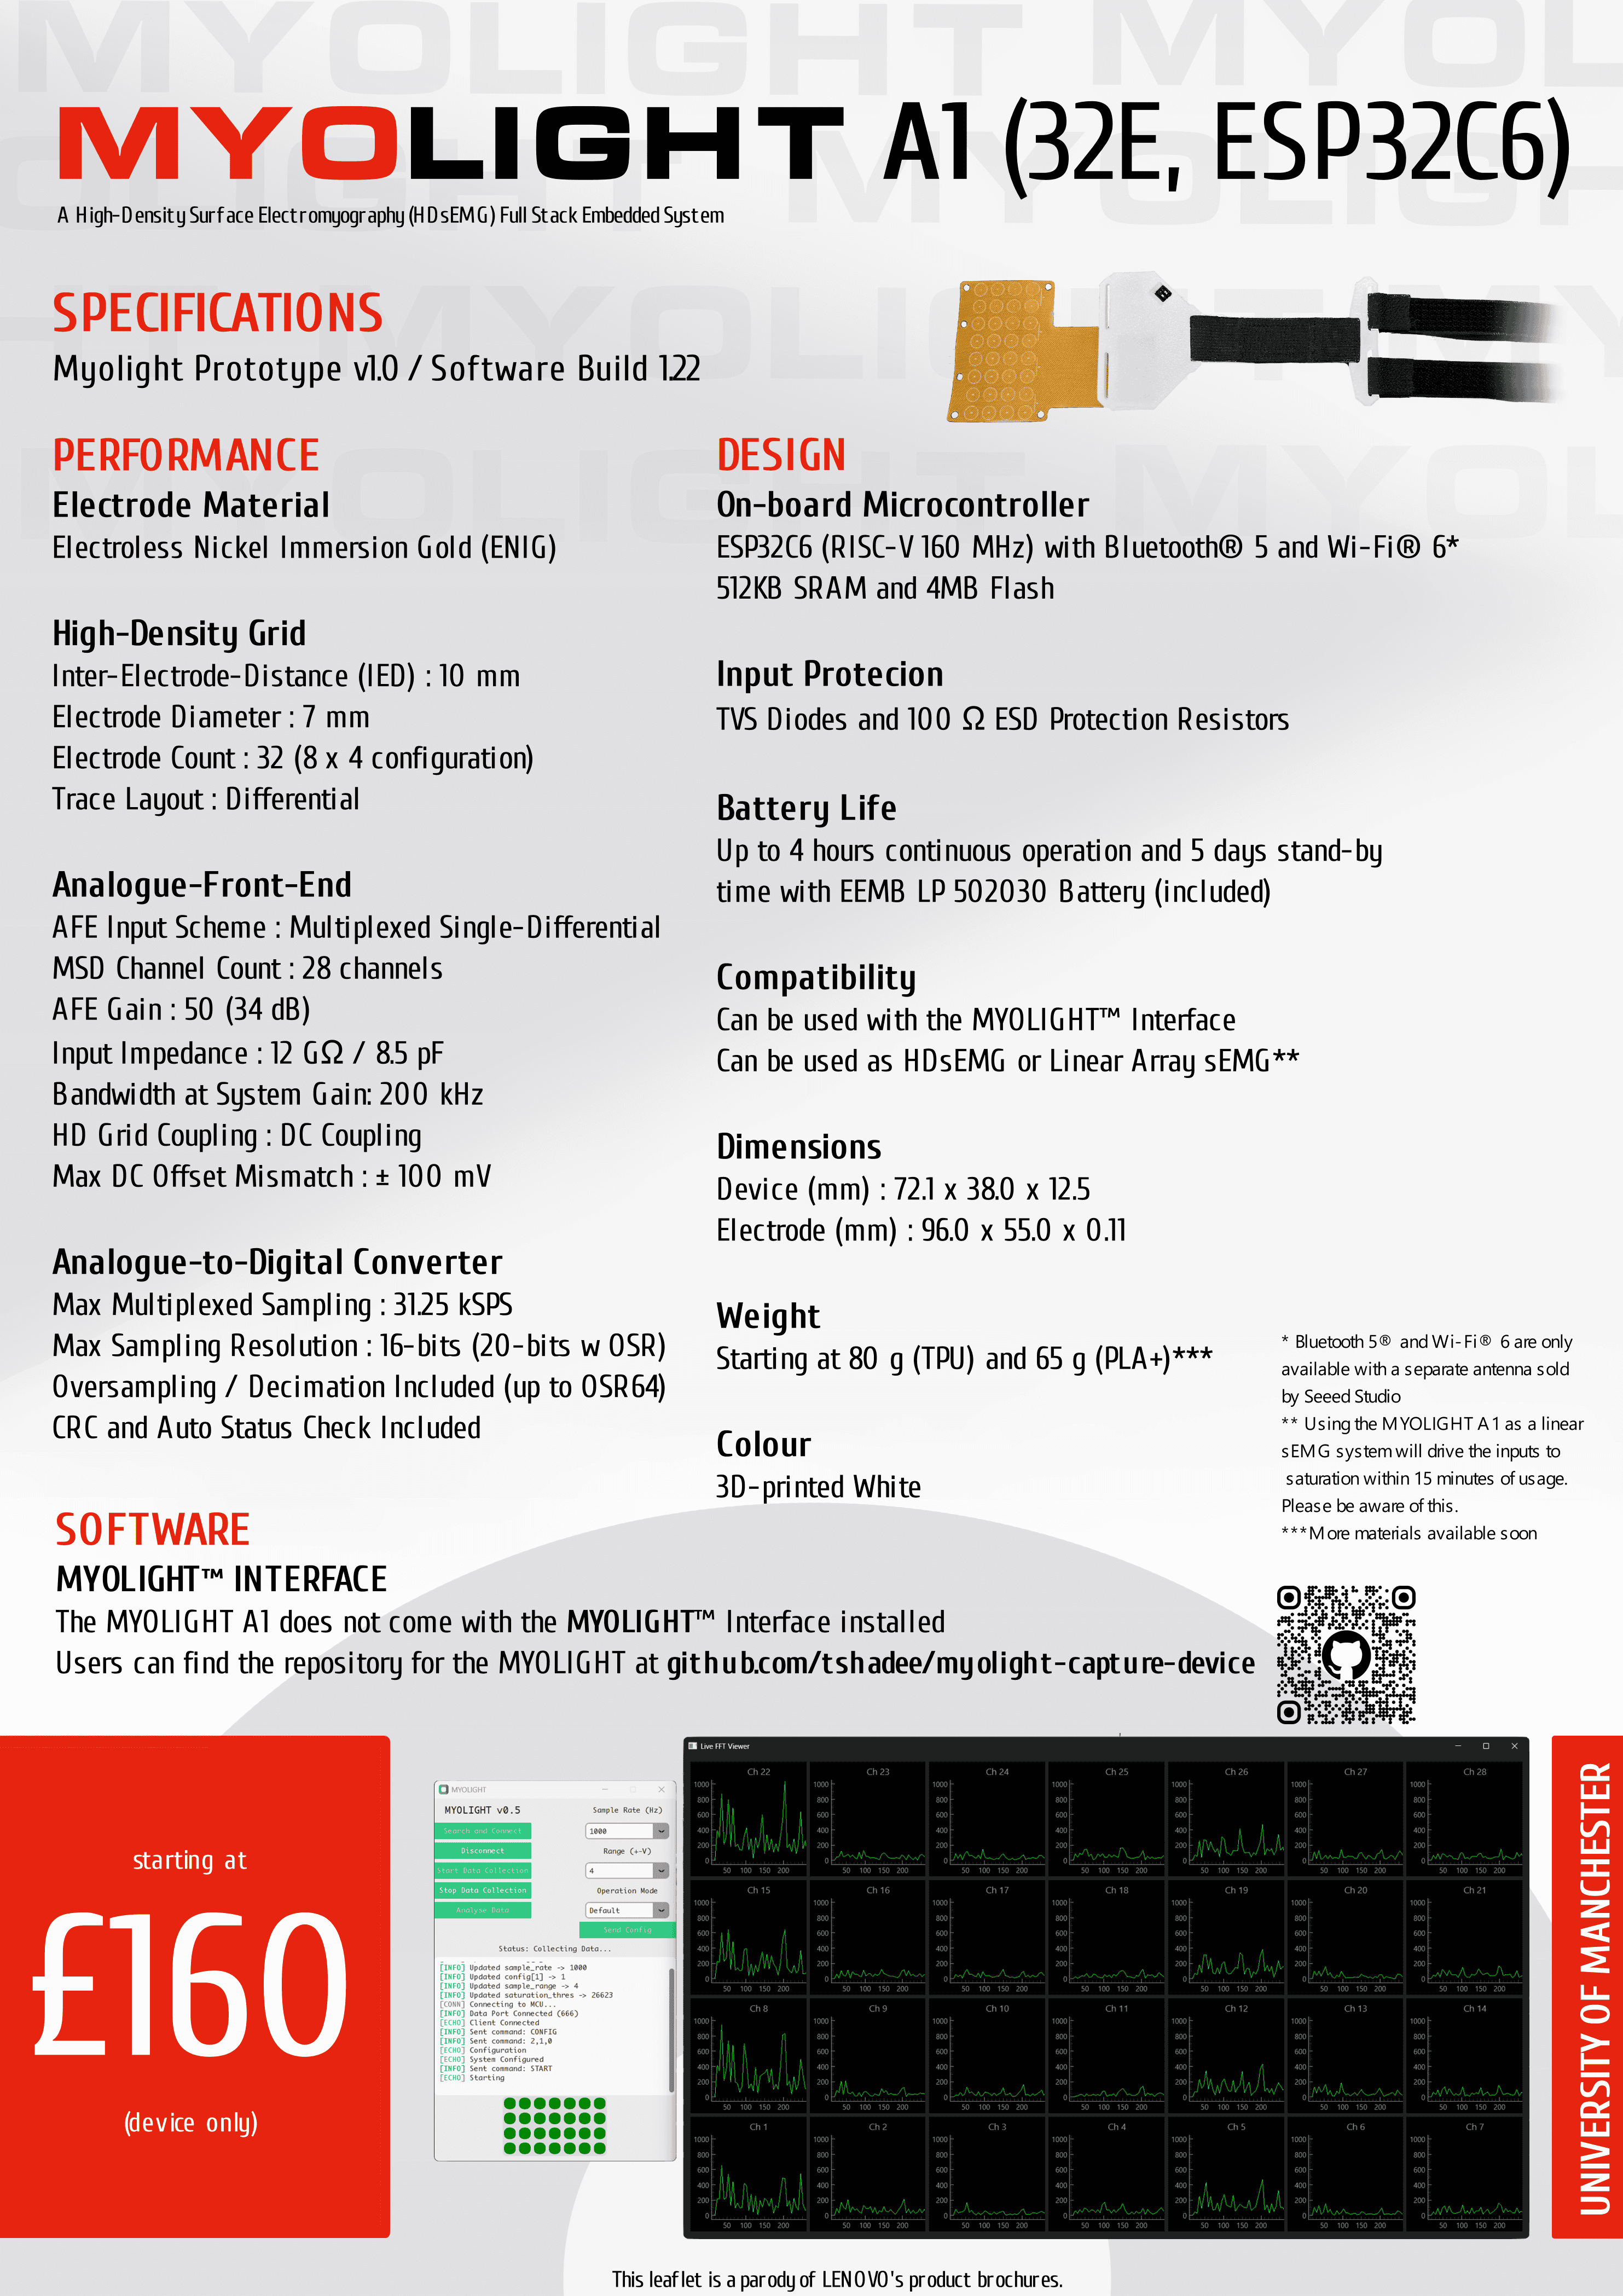 MYOLIGHT A1 (32E, ESP32C6)
A High-Density Surface Electromyography (HDsEMG) Full Stack Embedded System
SPECIFICATIONS
Myolight Prototype v1.0 / Software Build 1.22
PERFORMANCE
Electrode Material
Electroless Nickel Immersion Gold (ENIG)
High-Density Grid
Inter-Electrode-Distance (IED) : 10 mm
Electrode Diameter : 7 mm
Electrode Count : 32 (8 x 4 configuration)
Trace Layout : Differential
Analogue-Front-End
AFE Input Scheme : Multiplexed Single-Differential
MSD Channel Count : 28 channels
AFE Gain : 50 (34 dB)
Input Impedance : 12 GΩ / 8.5 pF
Bandwidth at System Gain: 200 kHz
HD Grid Coupling : DC Coupling
Max DC Offset Mismatch : ± 100 mV
Analogue-to-Digital Converter
Max Multiplexed Sampling : 31.25 kSPS
Max Sampling Resolution : 16-bits (20-bits w OSR)
Oversampling / Decimation Included (up to OSR64)
CRC and Auto Status Check Included
DESIGN
On-board Microcontroller
ESP32C6 (RISC-V 160 MHz) with Bluetooth® 5 and Wi-Fi® 6*
512KB SRAM and 4MB Flash
Input Protecion
TVS Diodes and 100 Ω ESD Protection Resistors
Battery Life
Up to 4 hours continuous operation and 5 days stand-by
time with EEMB LP 502030 Battery (included)
Compatibility
Can be used with the MYOLIGHT™ Interface
Can be used as HDsEMG or Linear Array sEMG**
Dimensions
Device (mm) : 72.1 x 38.0 x 12.5
Electrode (mm) : 96.0 x 55.0 x 0.11
Weight
Starting at 80 g (TPU) and 65 g (PLA+)***
Colour
3D-printed White
* Bluetooth 5® and Wi-Fi® 6 are only
available with a separate antenna sold
by Seeed Studio
** Using the MYOLIGHT A1 as a linear
sEMG system will drive the inputs to
saturation within 15 minutes of usage.
Please be aware of this.
***More materials available soon
SOFTWARE
MYOLIGHT™ INTERFACE
The MYOLIGHT A1 does not come with the MYOLIGHT™ Interface installed
Users can find the repository for the MYOLIGHT at github.com/tshadee/myolight-capture-device
starting at
£160
(device only)
MYOLIGHT
MYOLIGHT v0.5
Sample Rate (Hz)
Search and Connect
1000
Disconnect
Range (+-V)
Start Data Collection
4
Stop Data Collection
Operation Mode
Analyse Data
Default
Send Config
Status: Collecting Data...
[INFO] Updated sample_rate -> 1000
[INFO] Updated config[1] -> 1
[INFO] Updated sample_range -> 4
[INFO] Updated saturation_thres -> 26623
[CONN] Connecting to MCU...
[INFO] Data Port Connected (666)
[ECHO] Client Connected
[INFO] Sent command: CONFIG
[INFO] Sent command: 2,1,0
[ECHO] Configuration
[ECHO] System Configured
[INFO] Sent command: START
[ECHO] Starting
Live FFT Viewer
Ch 22 Ch 23 Ch 24 Ch 25 Ch 26 Ch 27 Ch 28
Ch 15 Ch 16 Ch 17 Ch 18 Ch 19 Ch 20 Ch 21
Ch 8 Ch 9 Ch 10 Ch 11 Ch 12 Ch 13 Ch 14
Ch 1 Ch 2 Ch 3 Ch 4 Ch 5 Ch 6 Ch 7
UNIVERSITY OF MANCHESTER
This leaflet is a parody of LENOVO's product brochures.